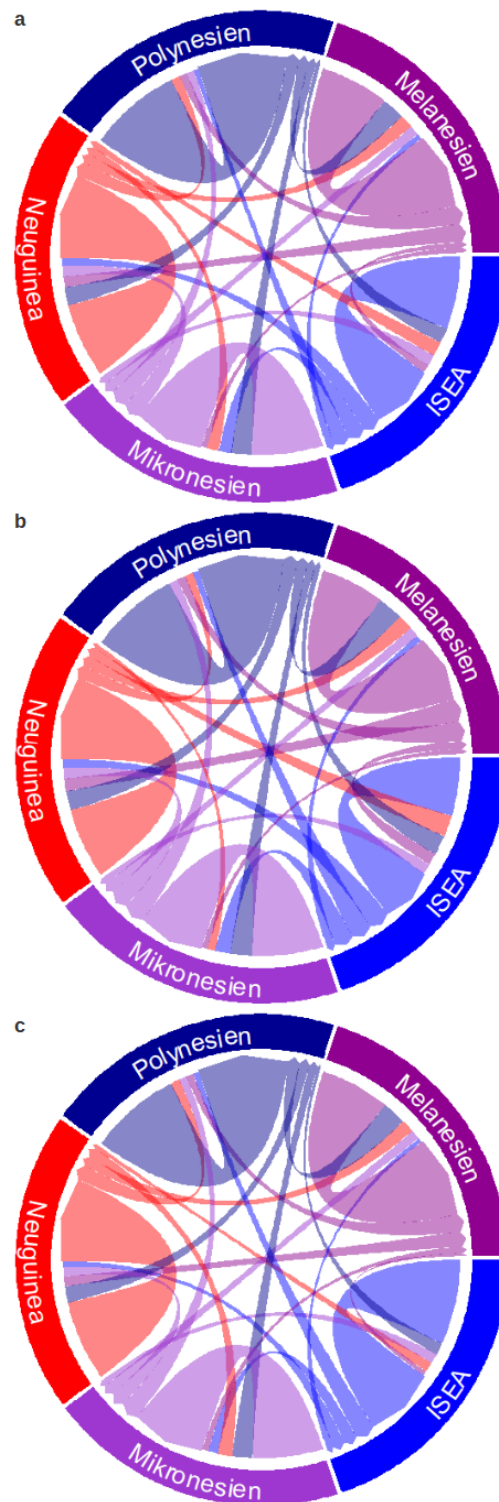 a
Polynesien
Melanesien
Neuguinea
Mikronesien
ISEA
b
Polynesien
Melanesien
Neuguinea
Mikronesien
ISEA
c
Polynesien
Melanesien
Neuguinea
Mikronesien
ISEA